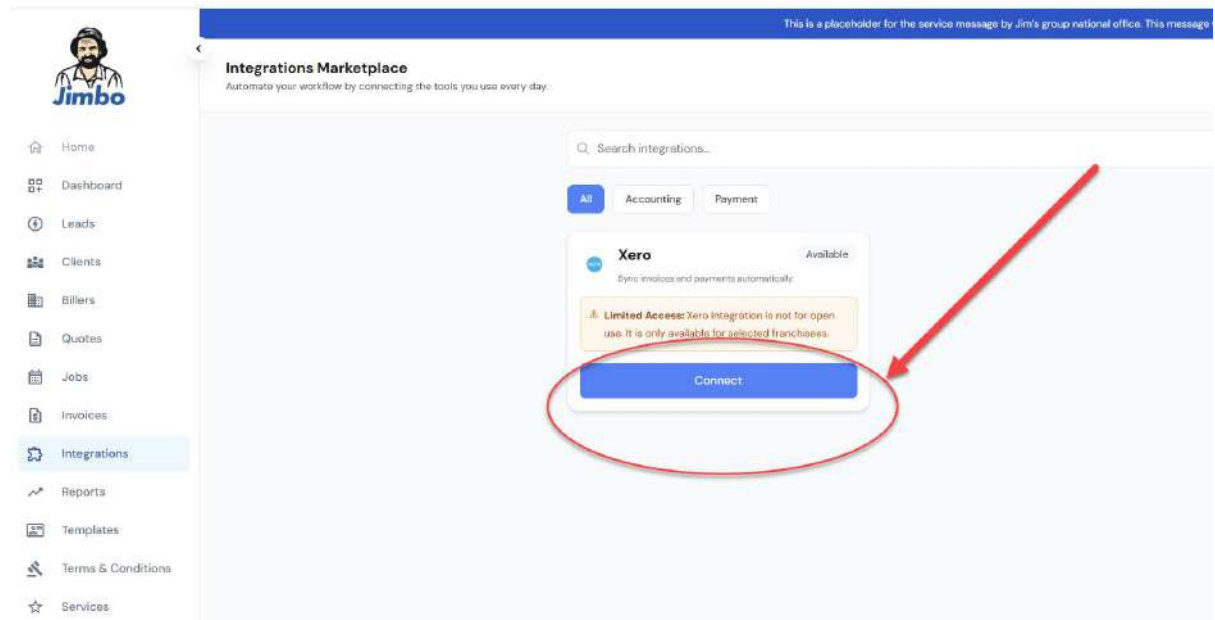 This is a placeholder for the service message by Jim's group national office. This message
Jimbo
Integrations Marketplace
Automate your workflow by connecting the tools you use every day.
Home
Dashboard
Leads
Clients
Billers
Quotes
Jobs
Invoices
Integrations
Reports
Templates
Terms & Conditions
Services
Search integrations...
All
Accounting
Payment
Xero
Available
Sync invoices and payments automatically
Limited Access: Xero integration is not for open
use. It is only available for selected franchisees.
Connect